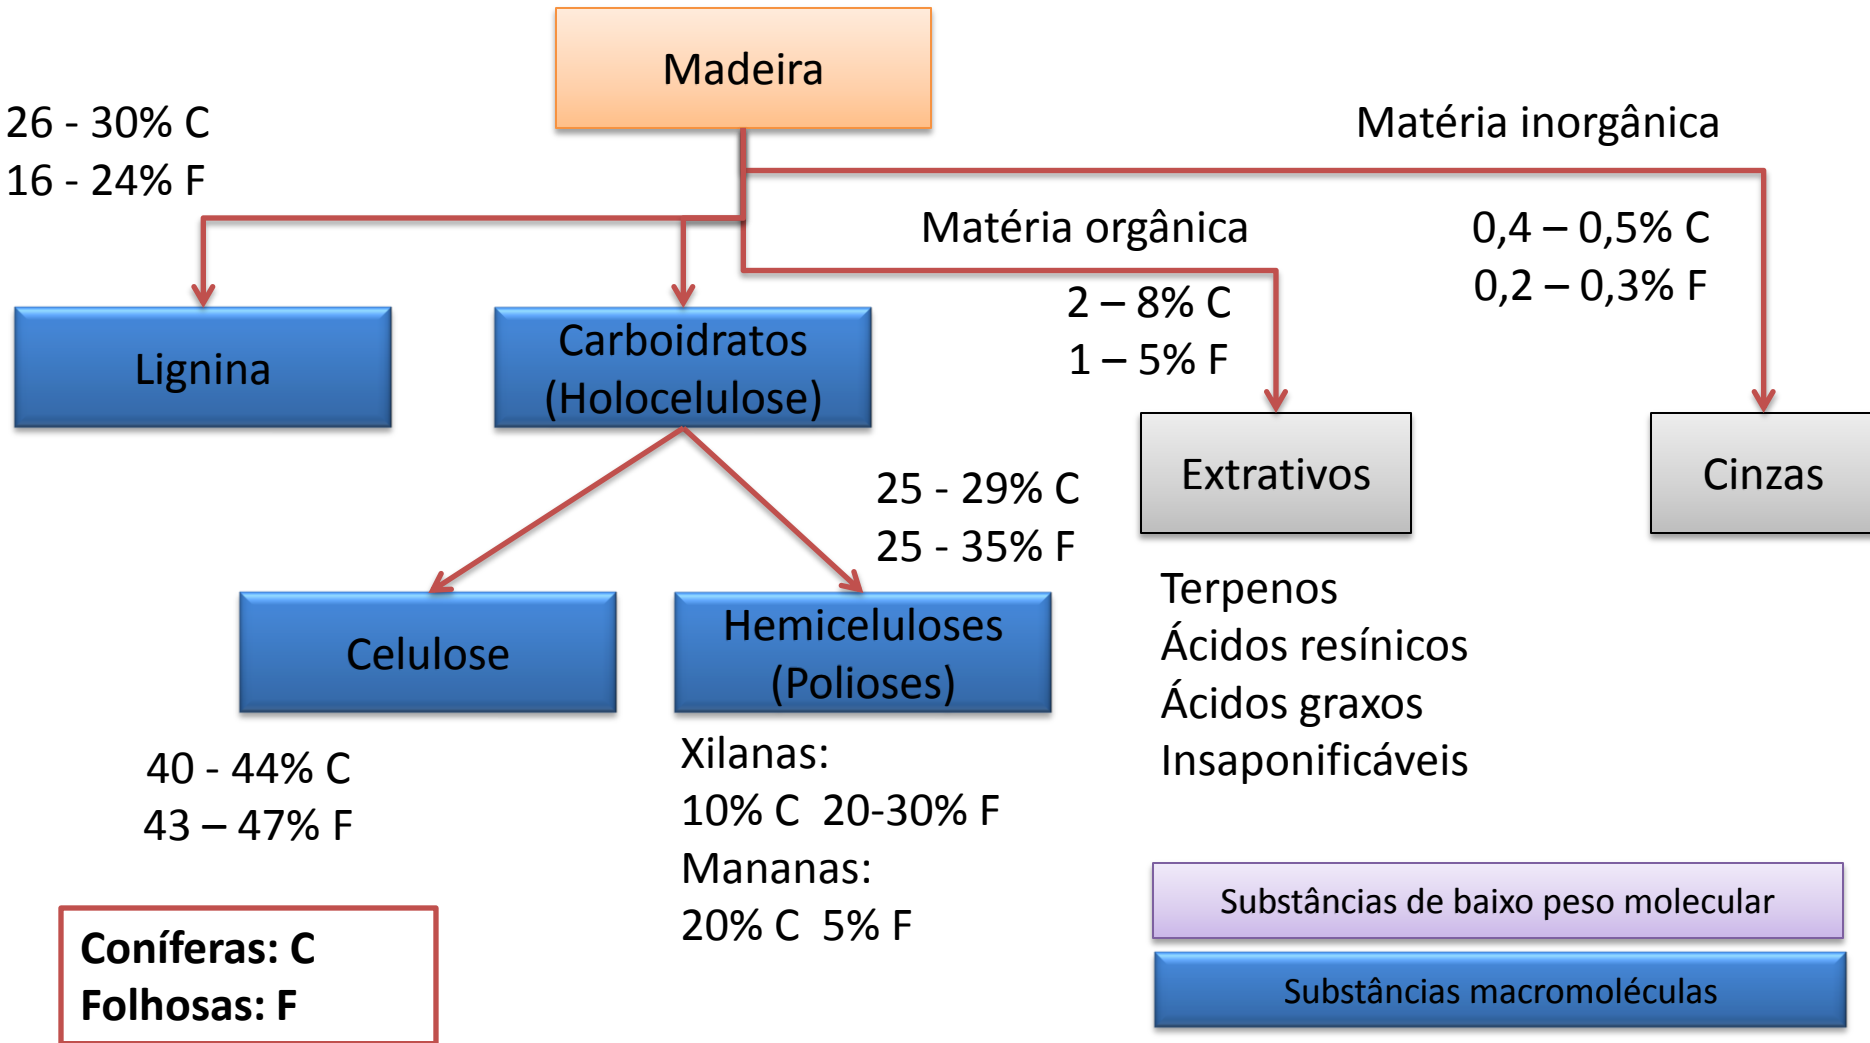 Madeira
26 - 30% C
16 - 24% F
Matéria inorgânica
Matéria orgânica
0,4 – 0,5% C
0,2 – 0,3% F
2 – 8% C
1 – 5% F
Lignina
Carboidratos
(Holocelulose)
Extrativos
Cinzas
25 - 29% C
25 - 35% F
Celulose
Hemiceluloses
(Polioses)
Terpenos
Ácidos resínicos
Ácidos graxos
Insaponificáveis
40 - 44% C
43 – 47% F
Xilanas:
10% C  20-30% F
Mananas:
20% C  5% F
Coníferas: C
Folhosas: F
Substâncias de baixo peso molecular
Substâncias macromoléculas